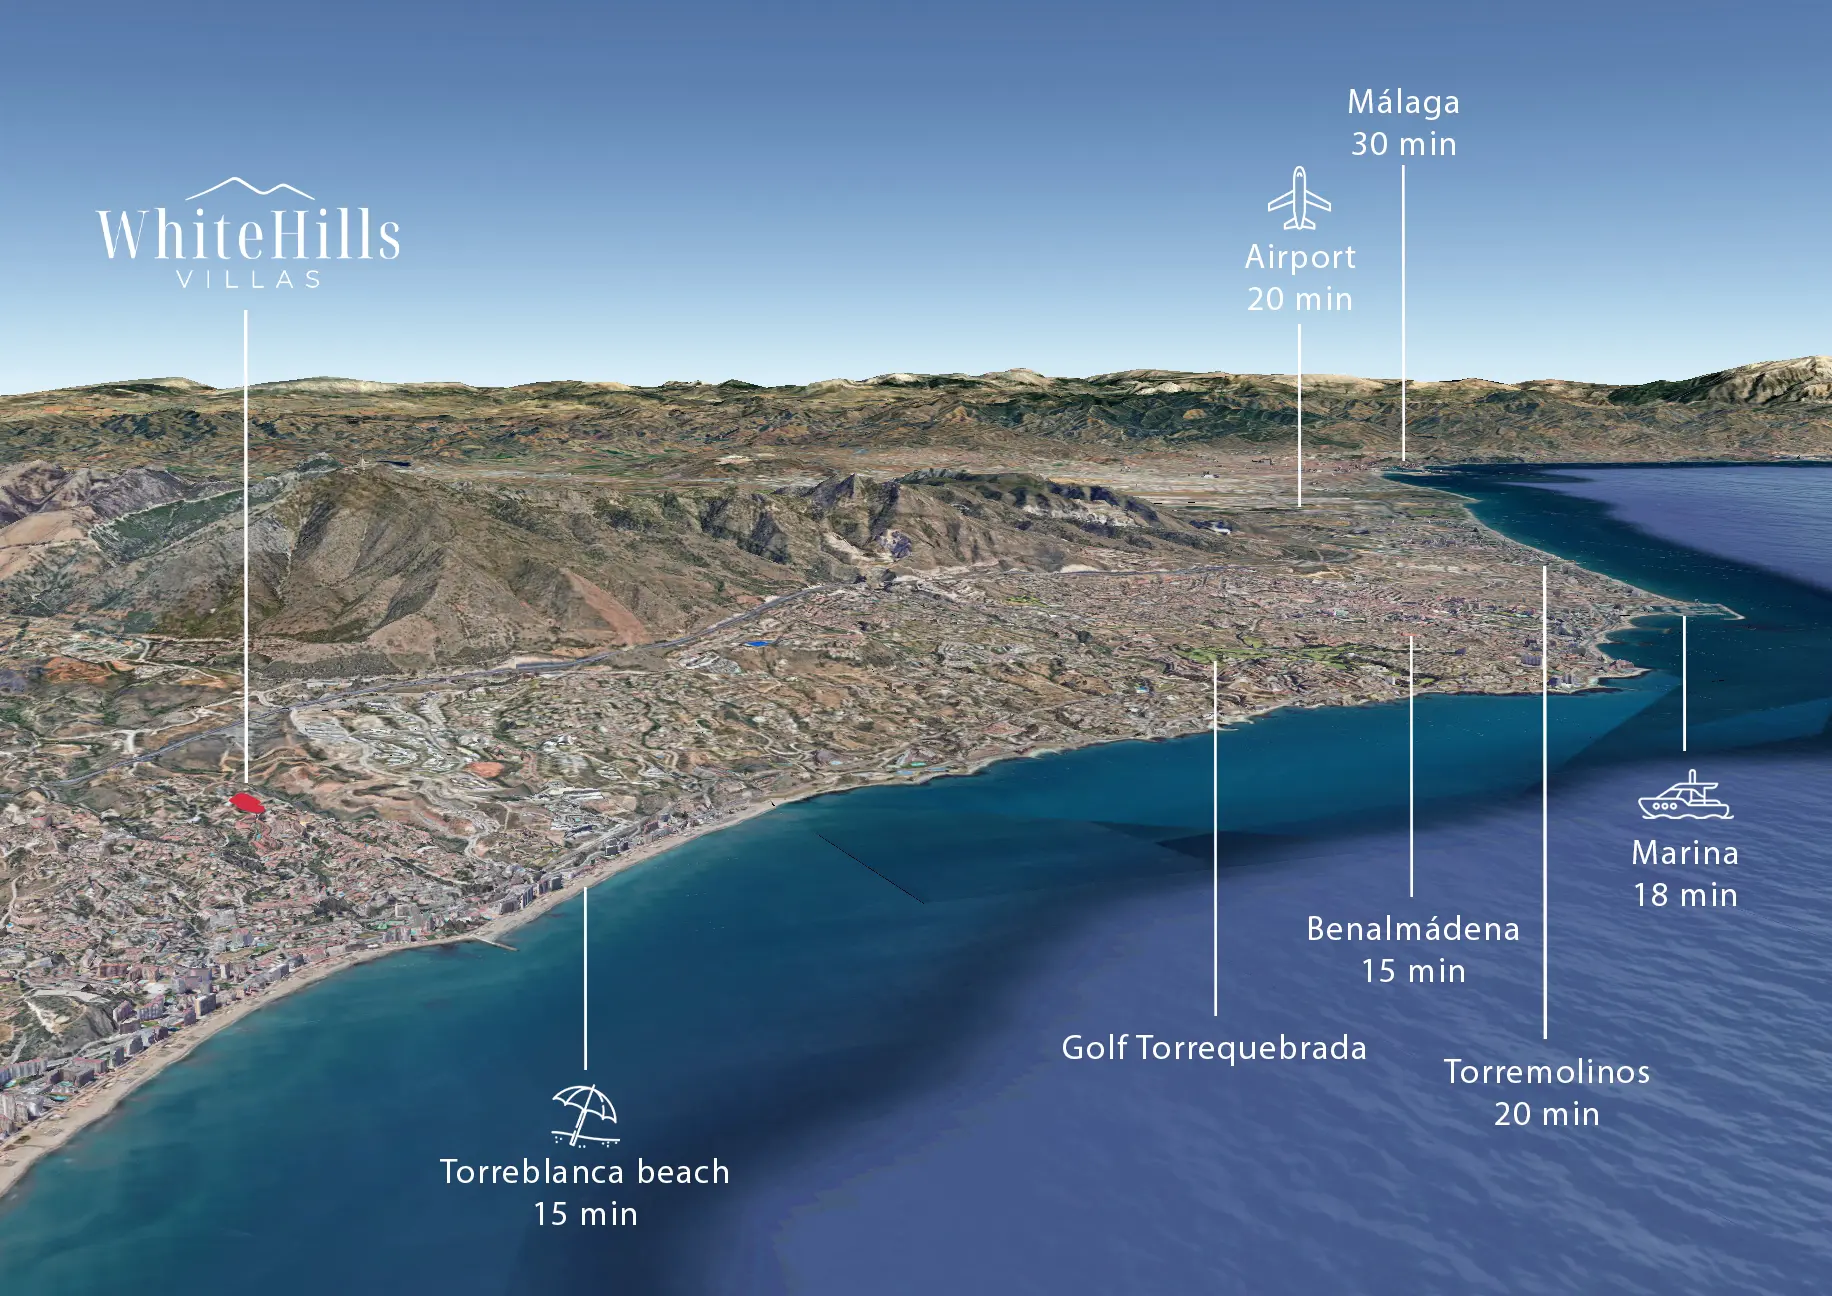 Málaga
30 min
WhiteHills
VILLAS
Airport
20 min
Marina
18 min
Benalmádena
15 min
Golf Torrequebrada
Torremolinos
20 min
Torreblanca beach
15 min